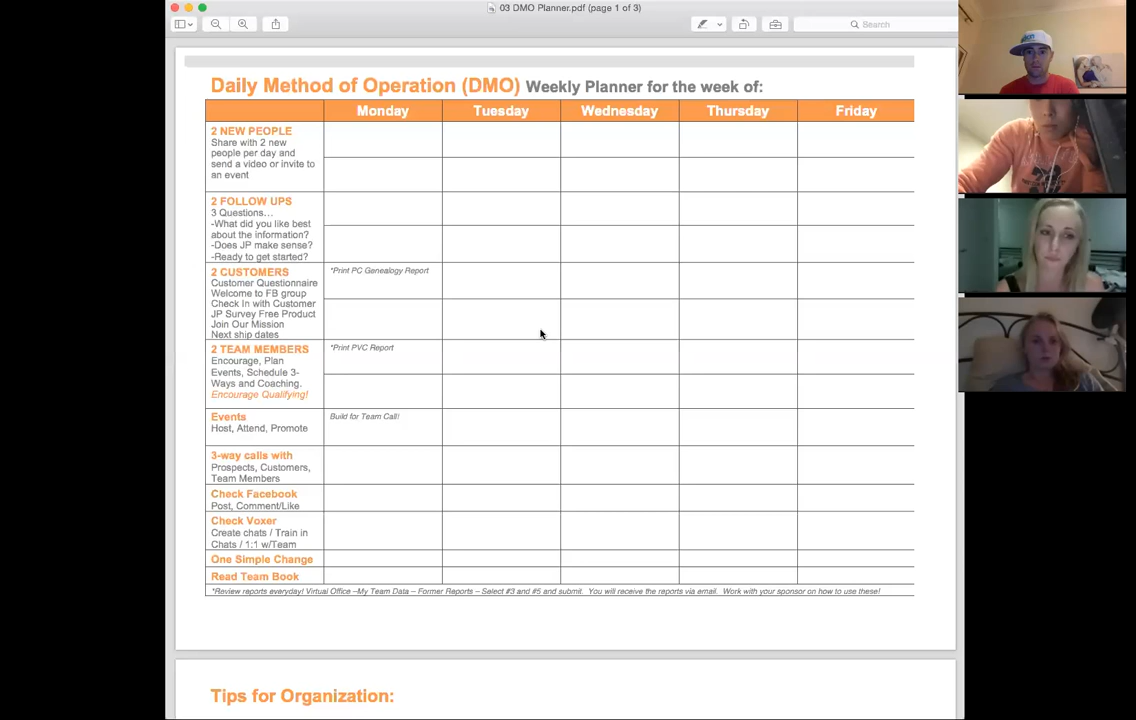 03 DMO Planner.pdf (page 1 of 3)
Search
Daily Method of Operation (DMO) Weekly Planner for the week of:
Monday Tuesday Wednesday Thursday Friday
2 NEW PEOPLE
Share with 2 new
people per day and
send a video or invite to
an event
2 FOLLOW UPS
3 Questions…
-What did you like best
about the information?
-Does JP make sense?
-Ready to get started?
2 CUSTOMERS
Customer Questionnaire
Welcome to FB group
Check In with Customer
JP Survey Free Product
Join Our Mission
Next ship dates
*Print PC Genealogy Report
2 TEAM MEMBERS
Encourage, Plan
Events, Schedule 3-
Ways and Coaching.
Encourage Qualifying!
*Print PVC Report
Events
Host, Attend, Promote
Build for Team Call!
3-way calls with
Prospects, Customers,
Team Members
Check Facebook
Post, Comment/Like
Check Voxer
Create chats / Train in
Chats / 1:1 w/Team
One Simple Change
Read Team Book
*Review reports everyday! Virtual Office –My Team Data – Former Reports – Select #3 and #5 and submit. You will receive the reports via email. Work with your sponsor on how to use these!
Tips for Organization: